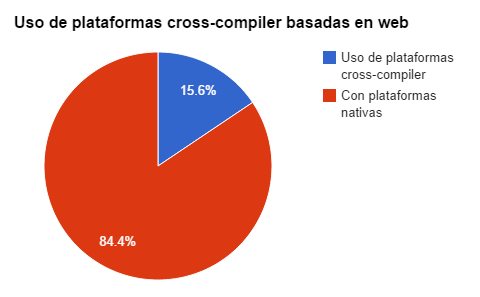 Uso de plataformas cross-compiler basadas en web
Uso de plataformas
cross-compiler
Con plataformas
nativas
15.6%
84.4%